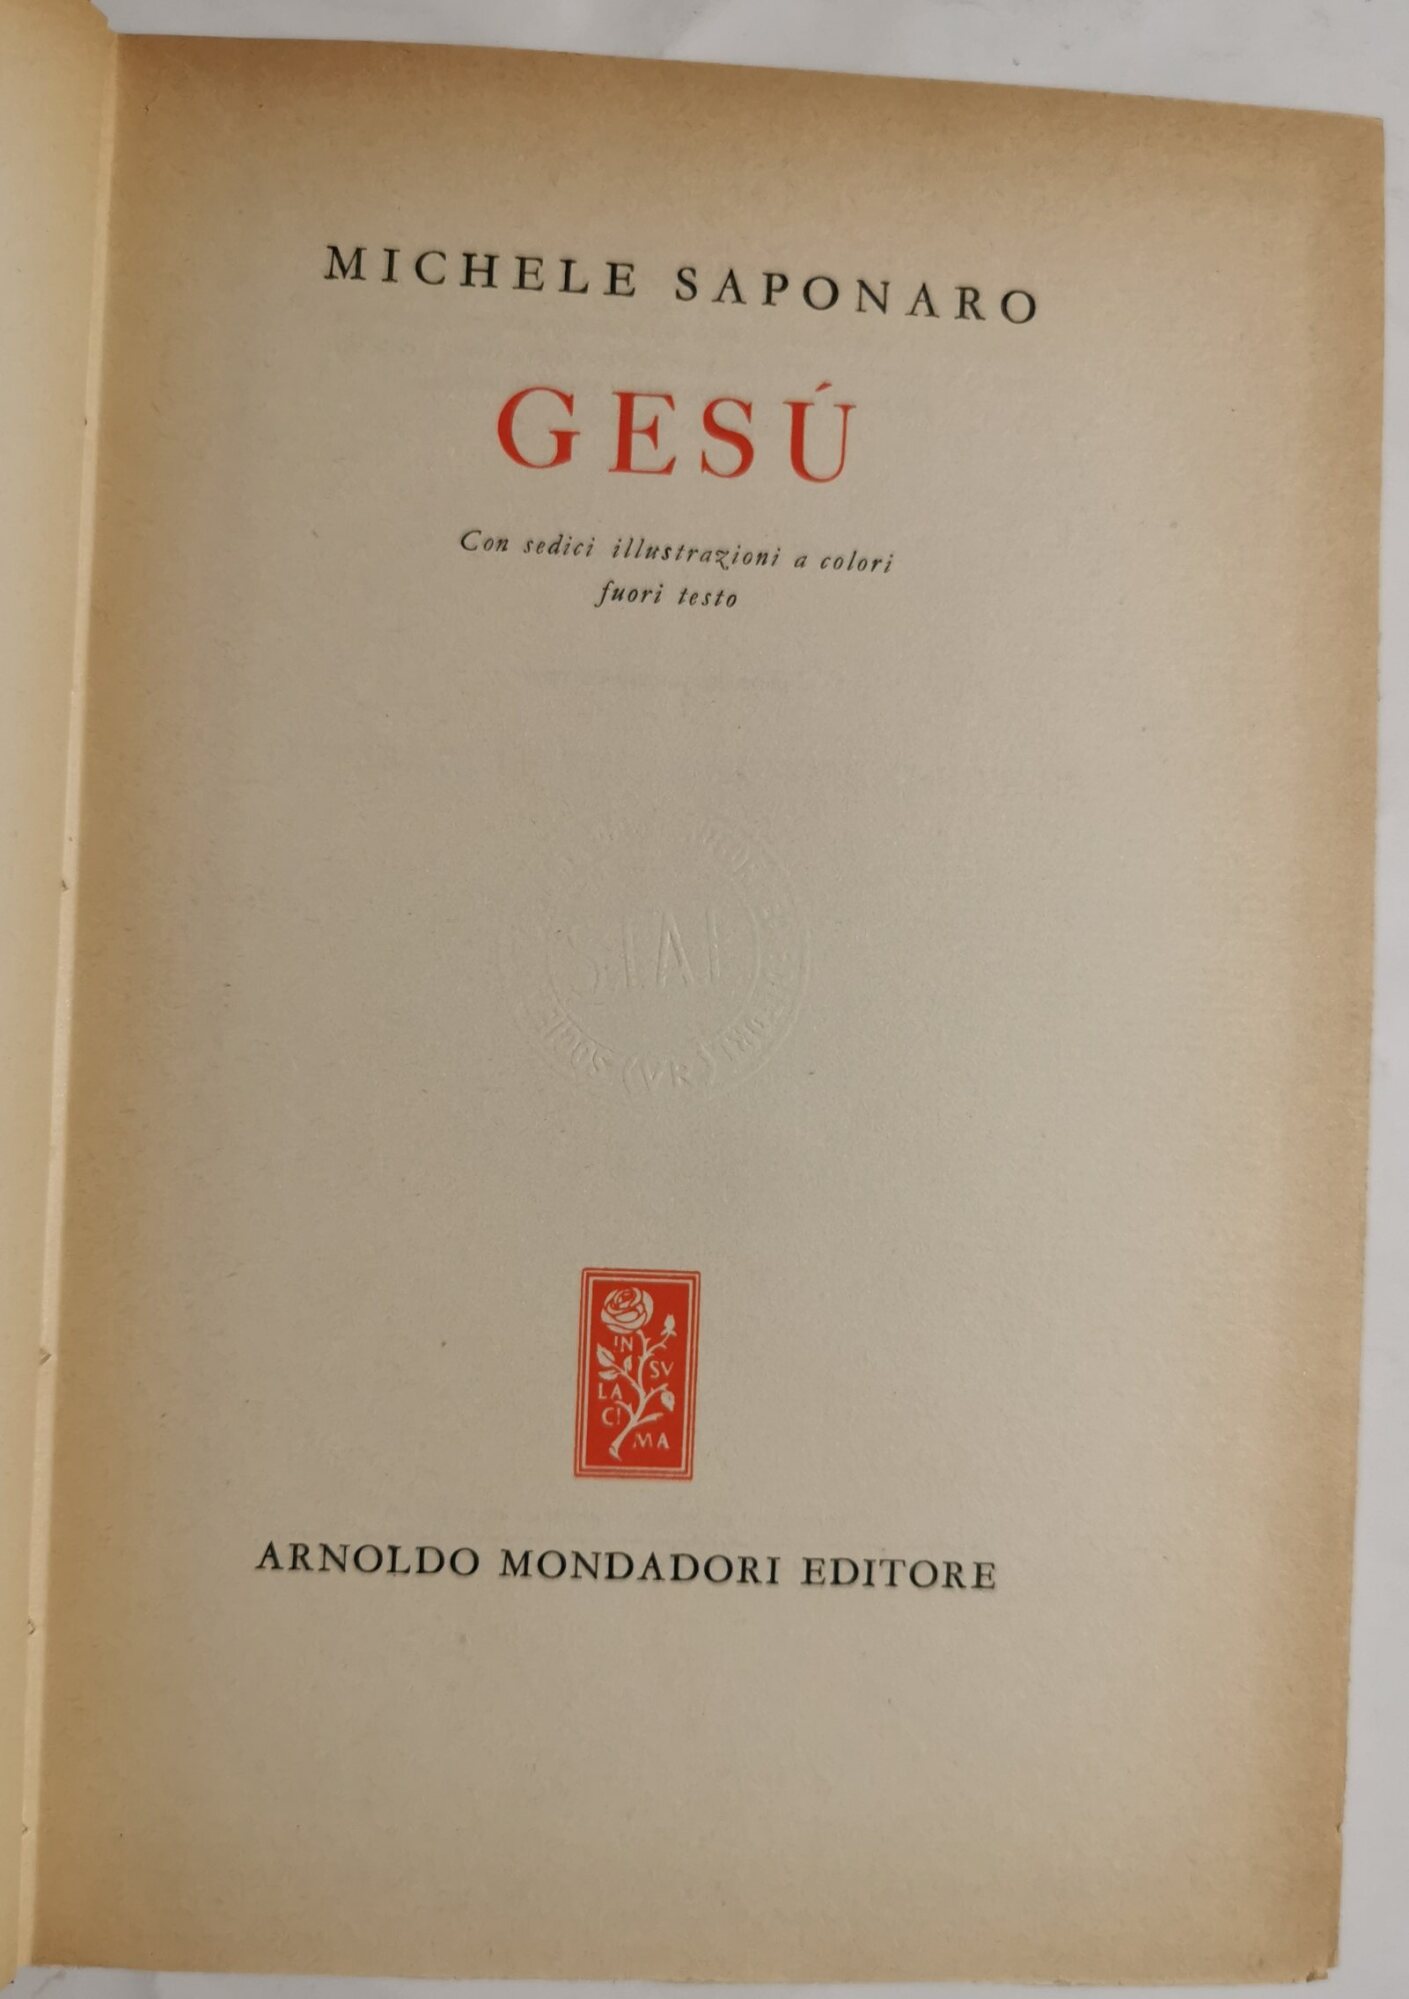 MICHELE SAPONARO
GESÚ
Con sedici illustrazioni a colori
fuori testo
IN
SV
LA
CI
MA
ARNOLDO MONDADORI EDITORE